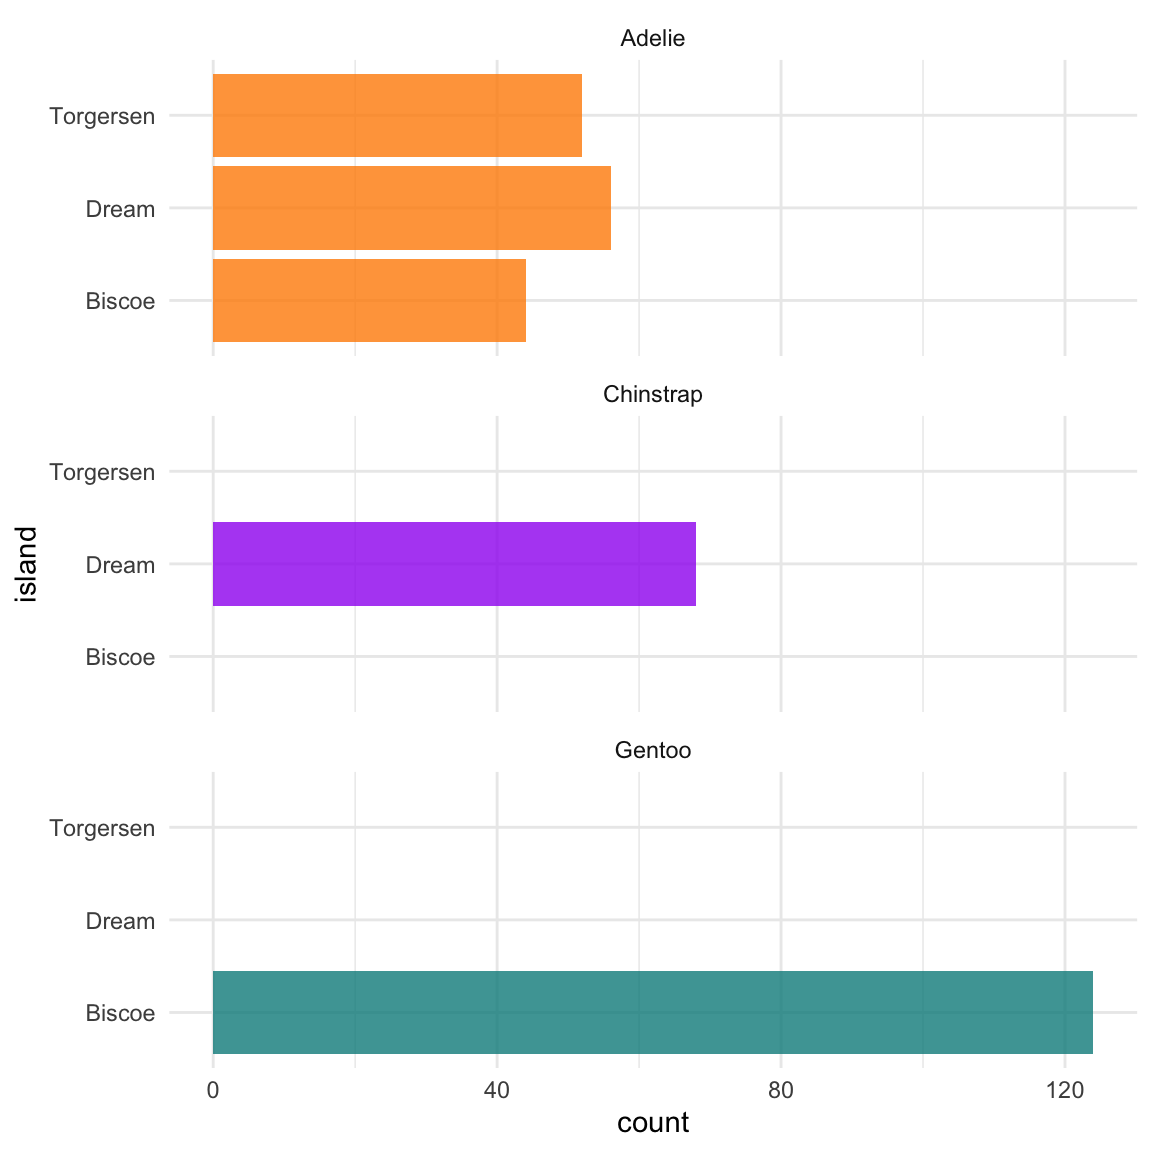 Adelie
Torgersen
Dream
Biscoe
Chinstrap
Torgersen
Dream
Biscoe
island
Gentoo
Torgersen
Dream
Biscoe
0 40 80 120
count